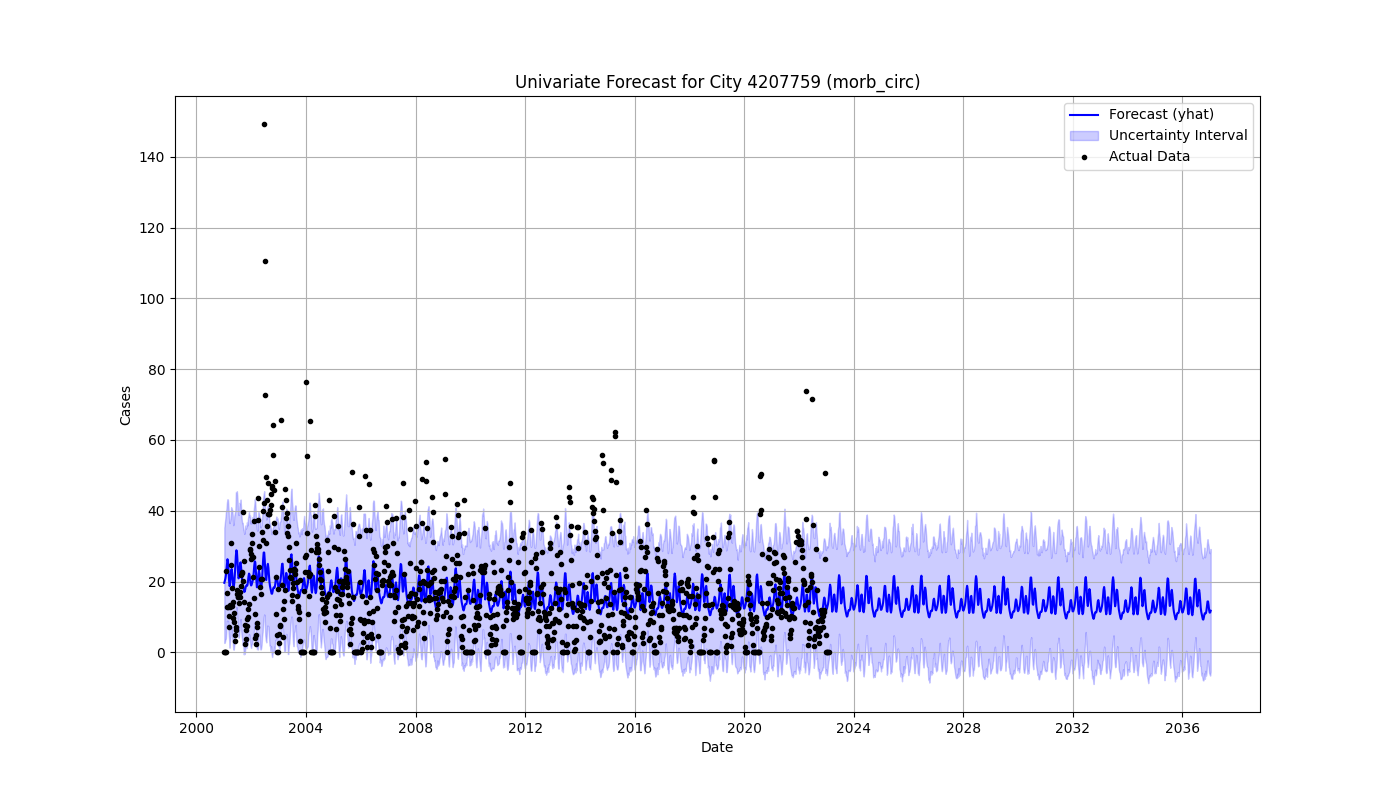 Univariate Forecast for City 4207759 (morb_circ)
Forecast (yhat)
Uncertainty Interval
Actual Data
140
120
100
80
60
40
20
0
Cases
2000 2004 2008 2012 2016 2020 2024 2028 2032 2036
Date